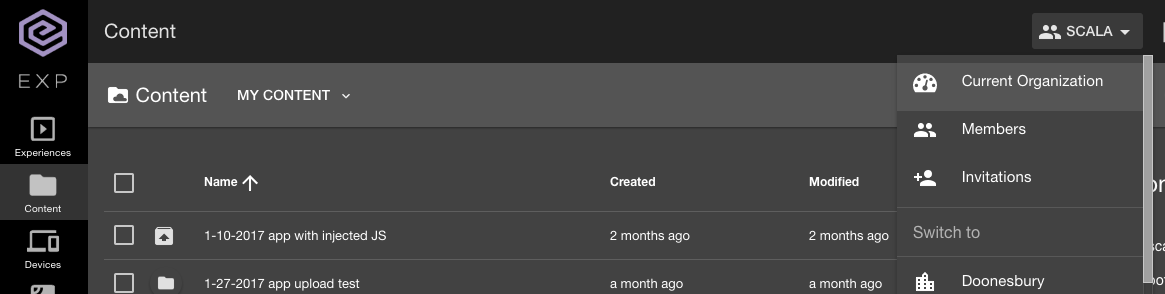 Content
SCALA
EXP
Content MY CONTENT
Current Organization
Members
Invitations
Experiences
Name Created Modified
Content
Switch to
1-10-2017 app with injected JS 2 months ago 2 months ago
Devices
1-27-2017 app upload test a month ago a month ago
Doonesbury